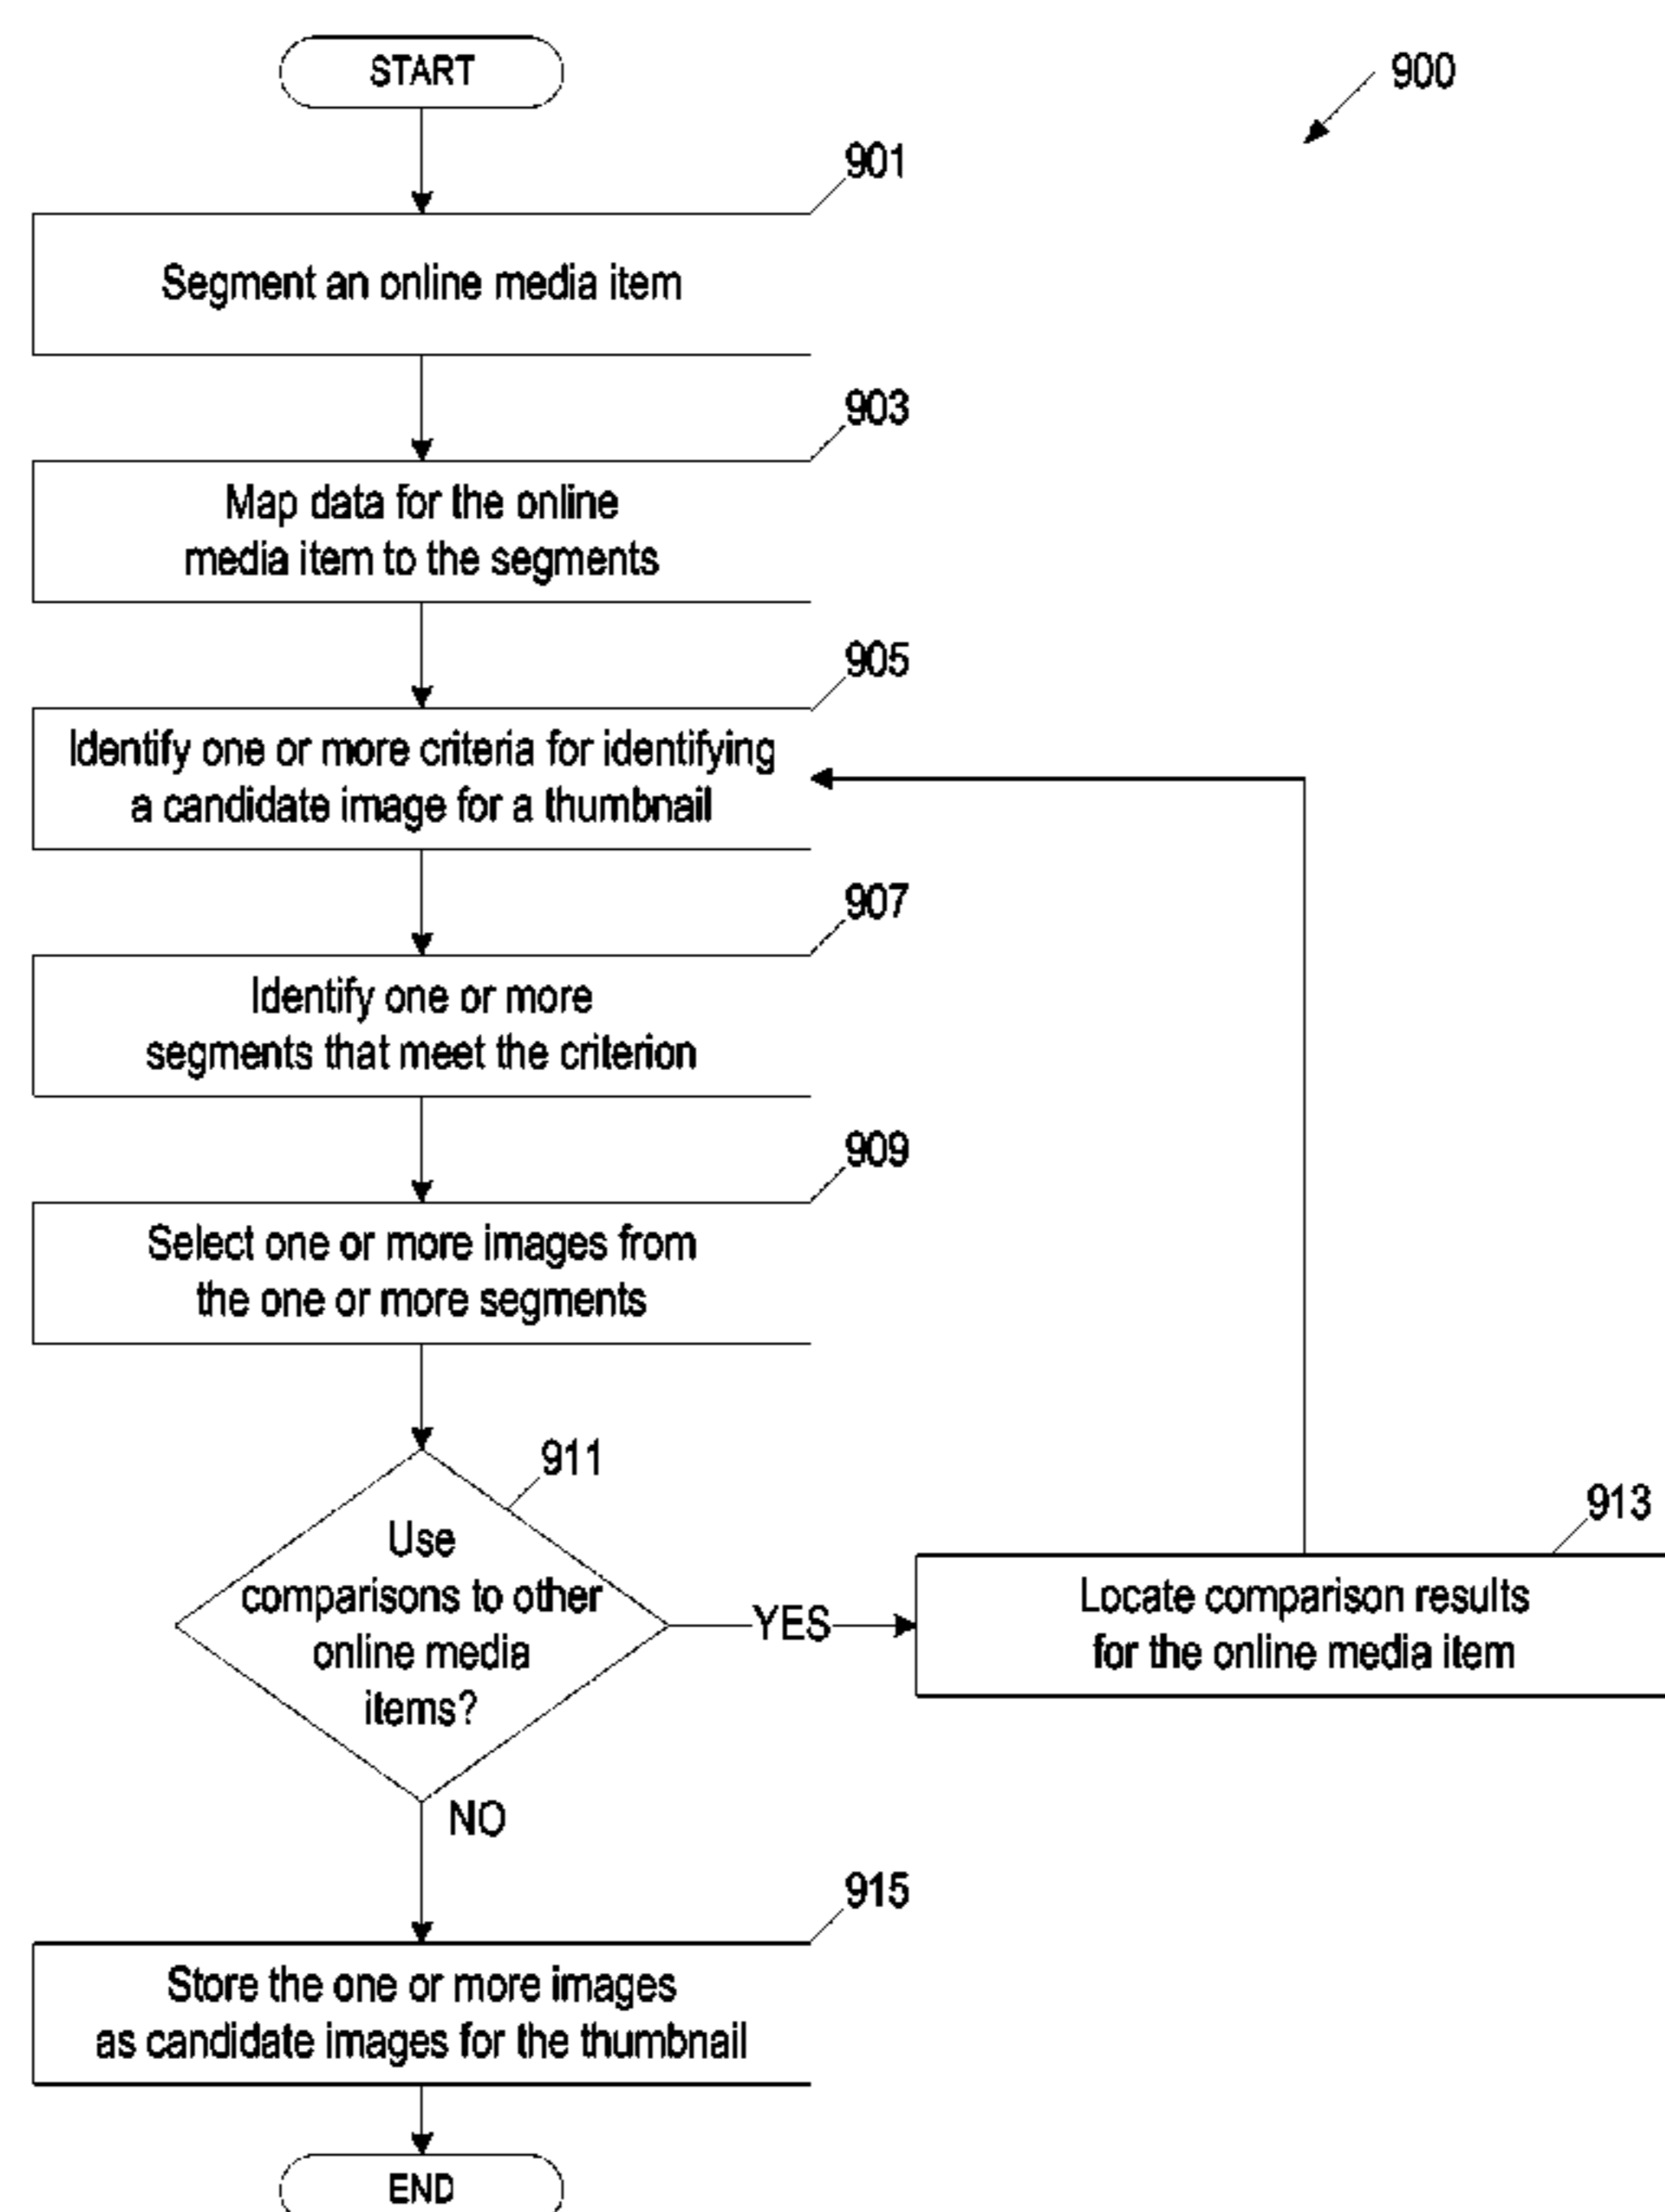 START
900
901
Segment an online media item
903
Map data for the online
media item to the segments
905
Identify one or more criteria for identifying
a candidate image for a thumbnail
907
Identify one or more
segments that meet the criterion
909
Select one or more images from
the one or more segments
911
Use
comparisons to other
online media
items?
YES
913
Locate comparison results
for the online media item
NO
915
Store the one or more images
as candidate images for the thumbnail
END